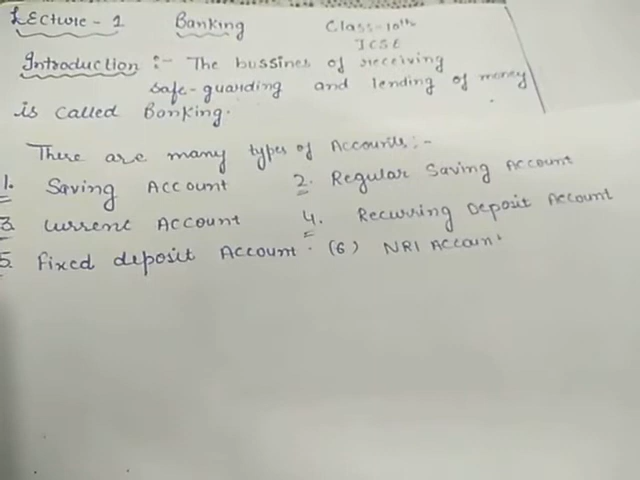 LEcture - 1 Banking Class-10th
ICSE
Introduction :- The bussines of receiving
safe-guarding and lending of money
is called Banking.
There are many types of Accounts:-
1. Saving Account 2. Regular Saving Account
3. Current Account 4. Recurring Deposit Account
5. Fixed deposit Account. (6) NRI Account